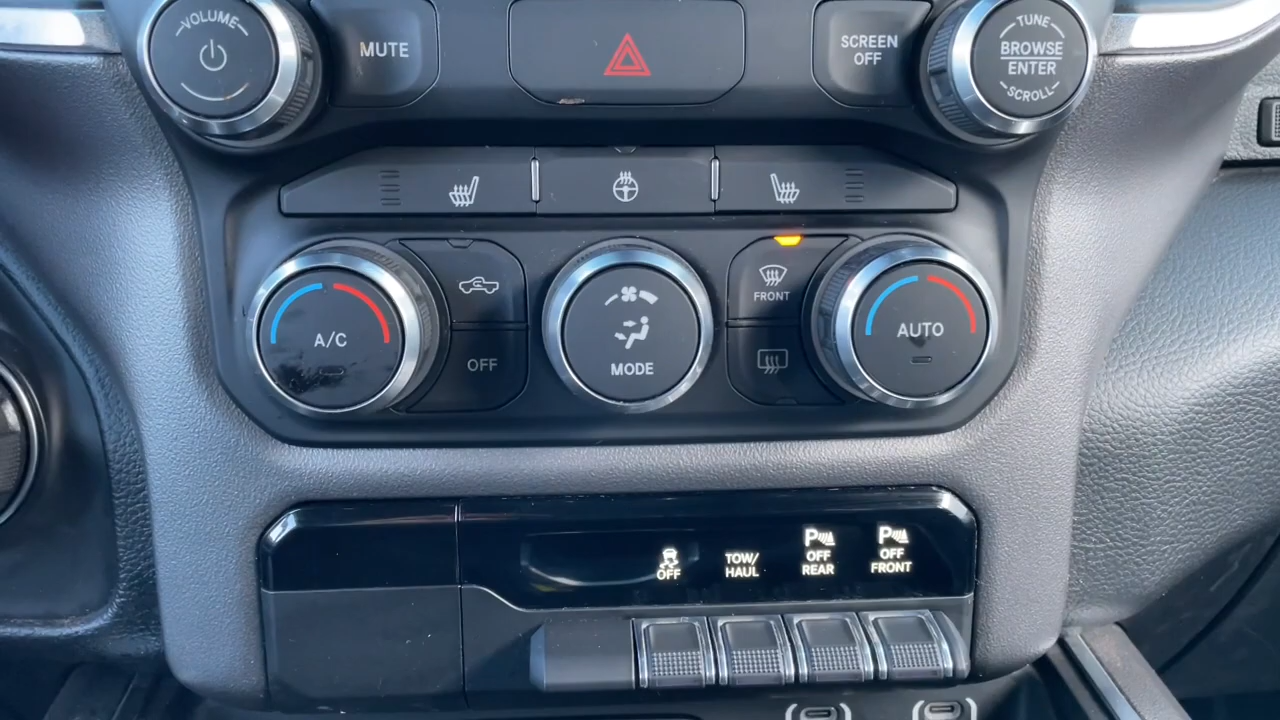 VOLUME
MUTE
SCREEN
OFF
TUNE
BROWSE
ENTER
SCROLL
A/C
OFF
MODE
FRONT
AUTO
OFF
TOW/
HAUL
P
OFF
REAR
P
OFF
FRONT